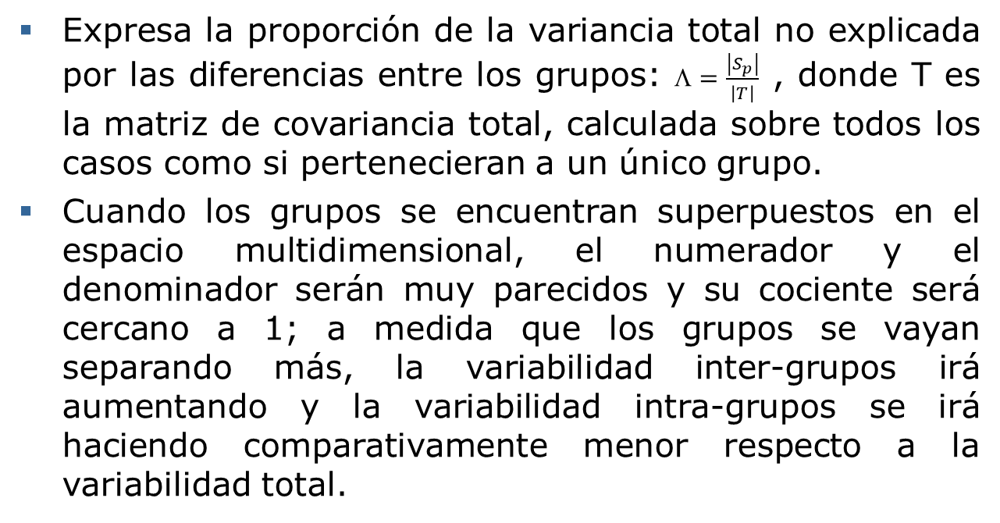 ▪ Expresa la proporción de la variancia total no explicada
por las diferencias entre los grupos: Λ = |Sₚ|/|T| , donde T es
la matriz de covariancia total, calculada sobre todos los
casos como si pertenecieran a un único grupo.
▪ Cuando los grupos se encuentran superpuestos en el
espacio multidimensional, el numerador y el
denominador serán muy parecidos y su cociente será
cercano a 1; a medida que los grupos se vayan
separando más, la variabilidad inter-grupos irá
aumentando y la variabilidad intra-grupos se irá
haciendo comparativamente menor respecto a la
variabilidad total.